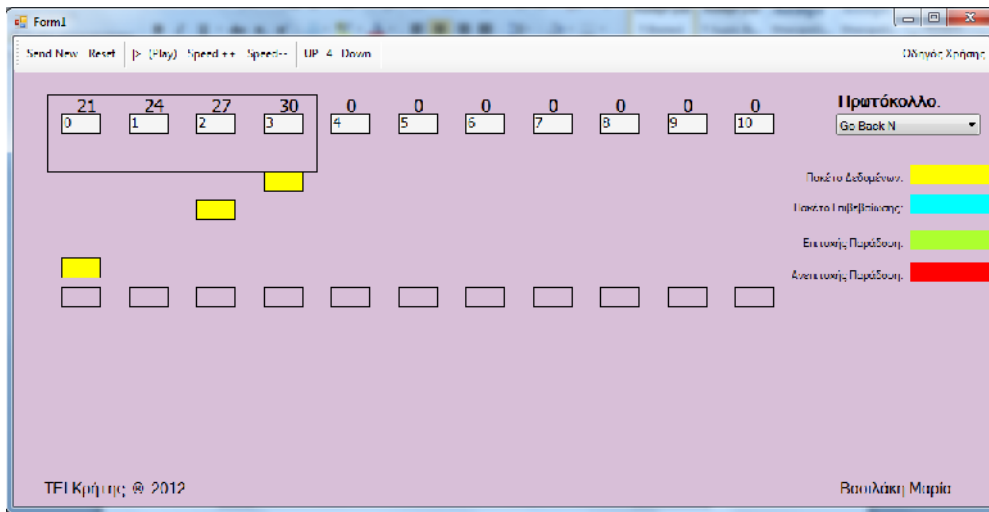 Form1
Send New Reset |> (Play) Speed ++ Speed-- UP 4 Down Οδηγός Χρήσης
21 24 27 30 0 0 0 0 0 0 0
0 1 2 3 4 5 6 7 8 9 10
Πρωτόκολλο.
Go Back N
Πακέτο Δεδομένων.
Πακέτο Επιβεβαίωσης:
Επιτυχής Παράδοση.
Ανεπιτυχής Παράδοση.
ΤΕΙ Κρήτης ® 2012 Βασιλάκη Μαρία